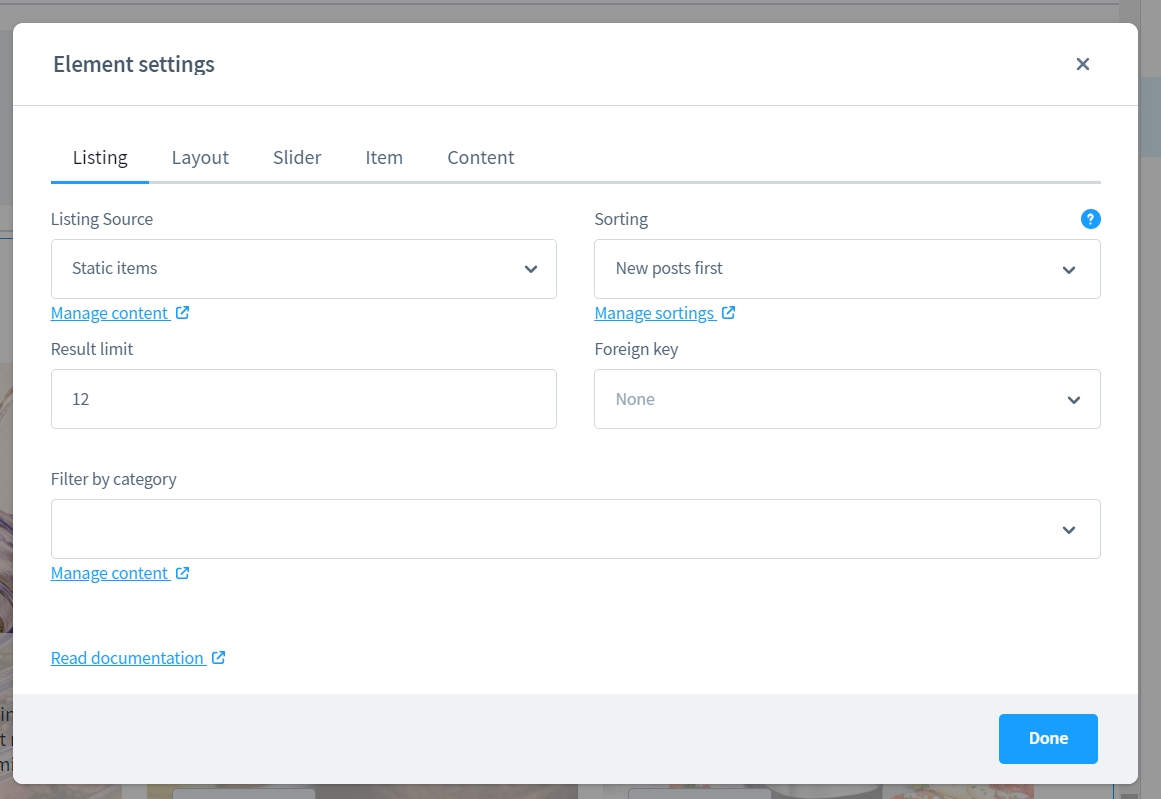 Element settings
Listing Layout Slider Item Content
Listing Source
Static items
Manage content
Sorting
New posts first
Manage sortings
Result limit
12
Foreign key
None
Filter by category
Manage content
Read documentation
Done